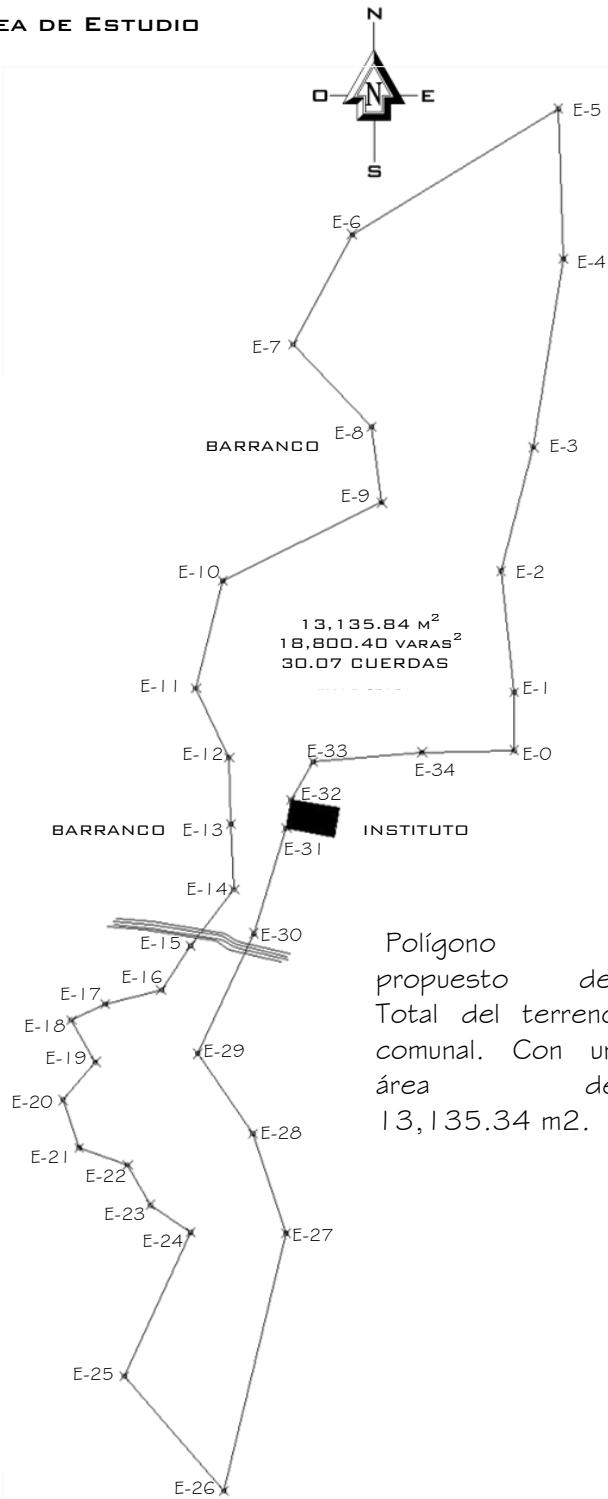 EA DE ESTUDIO
N
O N E
S
E-5
E-6
E-4
E-7
E-8
E-3
BARRANCO
E-9
E-10
E-2
13,135.84 M²
18,800.40 VARAS²
30.07 CUERDAS
E-11
E-1
E-12
E-33
E-34
E-0
E-32
E-13
BARRANCO
INSTITUTO
E-31
E-14
E-30
E-15
Polígono
propuesto de
E-16
E-17
Total del terreno
E-18
comunal. Con un
E-29
E-19
área de
E-20
13,135.34 m2.
E-28
E-21
E-22
E-23
E-24
E-27
E-25
E-26